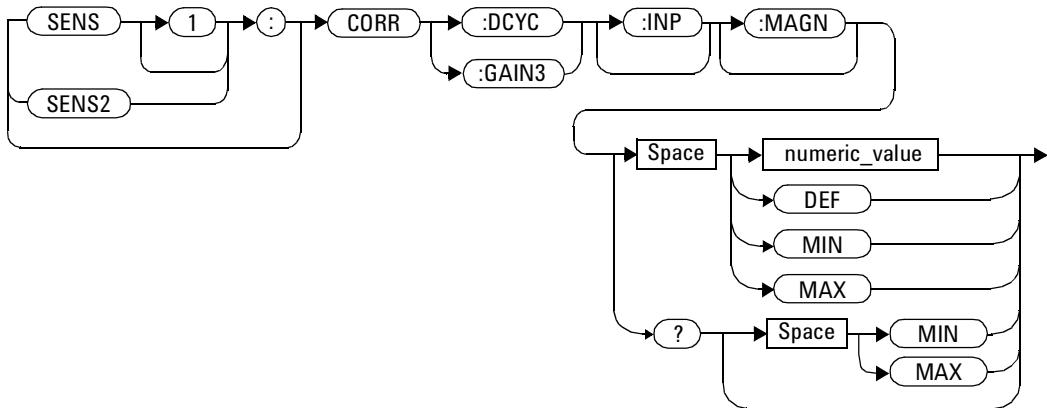 SENS 1 : CORR :DCYC :INP :MAGN
:GAIN3
SENS2
Space numeric_value
DEF
MIN
MAX
? Space MIN
MAX